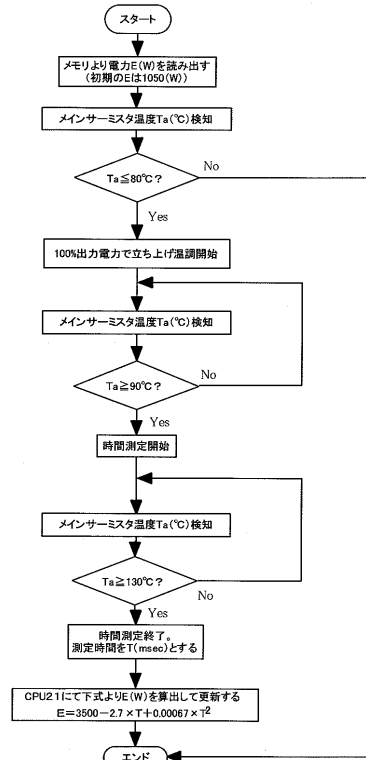 スタート
メモリより電力E(W)を読み出す
(初期のEは1050(W))
メインサーミスタ温度Ta(℃)検知
Ta≦80℃?
No
Yes
100%出力電力で立ち上げ温調開始
メインサーミスタ温度Ta(℃)検知
Ta≧90℃?
No
Yes
時間測定開始
メインサーミスタ温度Ta(℃)検知
Ta≧130℃?
No
Yes
時間測定終了。
測定時間をT(msec)とする
CPU21にて下式よりE(W)を算出して更新する
E=3500−2.7×T+0.00067×T²
エンド